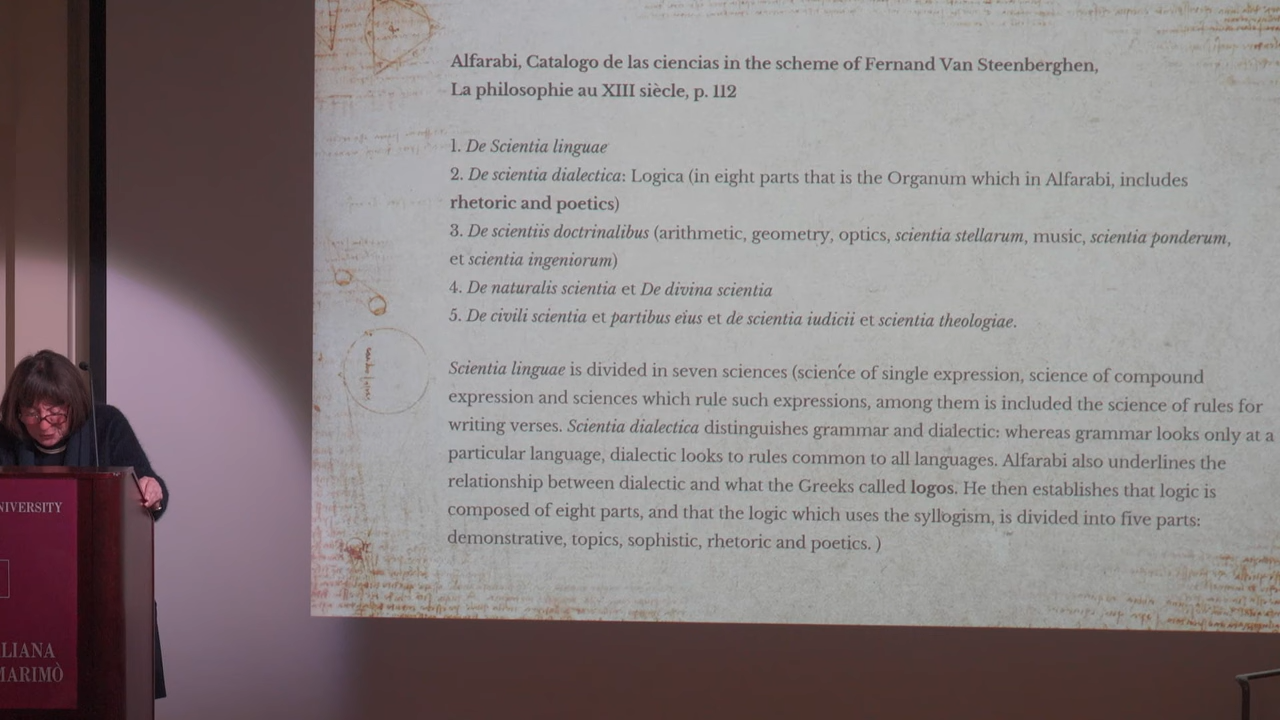 Alfarabi, Catalogo de las ciencias in the scheme of Fernand Van Steenberghen,
La philosophie au XIII siècle, p. 112
1. De Scientia linguae
2. De scientia dialectica: Logica (in eight parts that is the Organum which in Alfarabi, includes
rhetoric and poetics)
3. De scientiis doctrinalibus (arithmetic, geometry, optics, scientia stellarum, music, scientia ponderum,
et scientia ingeniorum)
4. De naturalis scientia et De divina scientia
5. De civili scientia et partibus eius et de scientia iudicii et scientia theologiae.
Scientia linguae is divided in seven sciences (science of single expression, science of compound
expression and sciences which rule such expressions, among them is included the science of rules for
writing verses. Scientia dialectica distinguishes grammar and dialectic: whereas grammar looks only at a
particular language, dialectic looks to rules common to all languages. Alfarabi also underlines the
relationship between dialectic and what the Greeks called logos. He then establishes that logic is
composed of eight parts, and that the logic which uses the syllogism, is divided into five parts:
demonstrative, topics, sophistic, rhetoric and poetics. )
NIVERSITY
LIANA
MARIMÒ